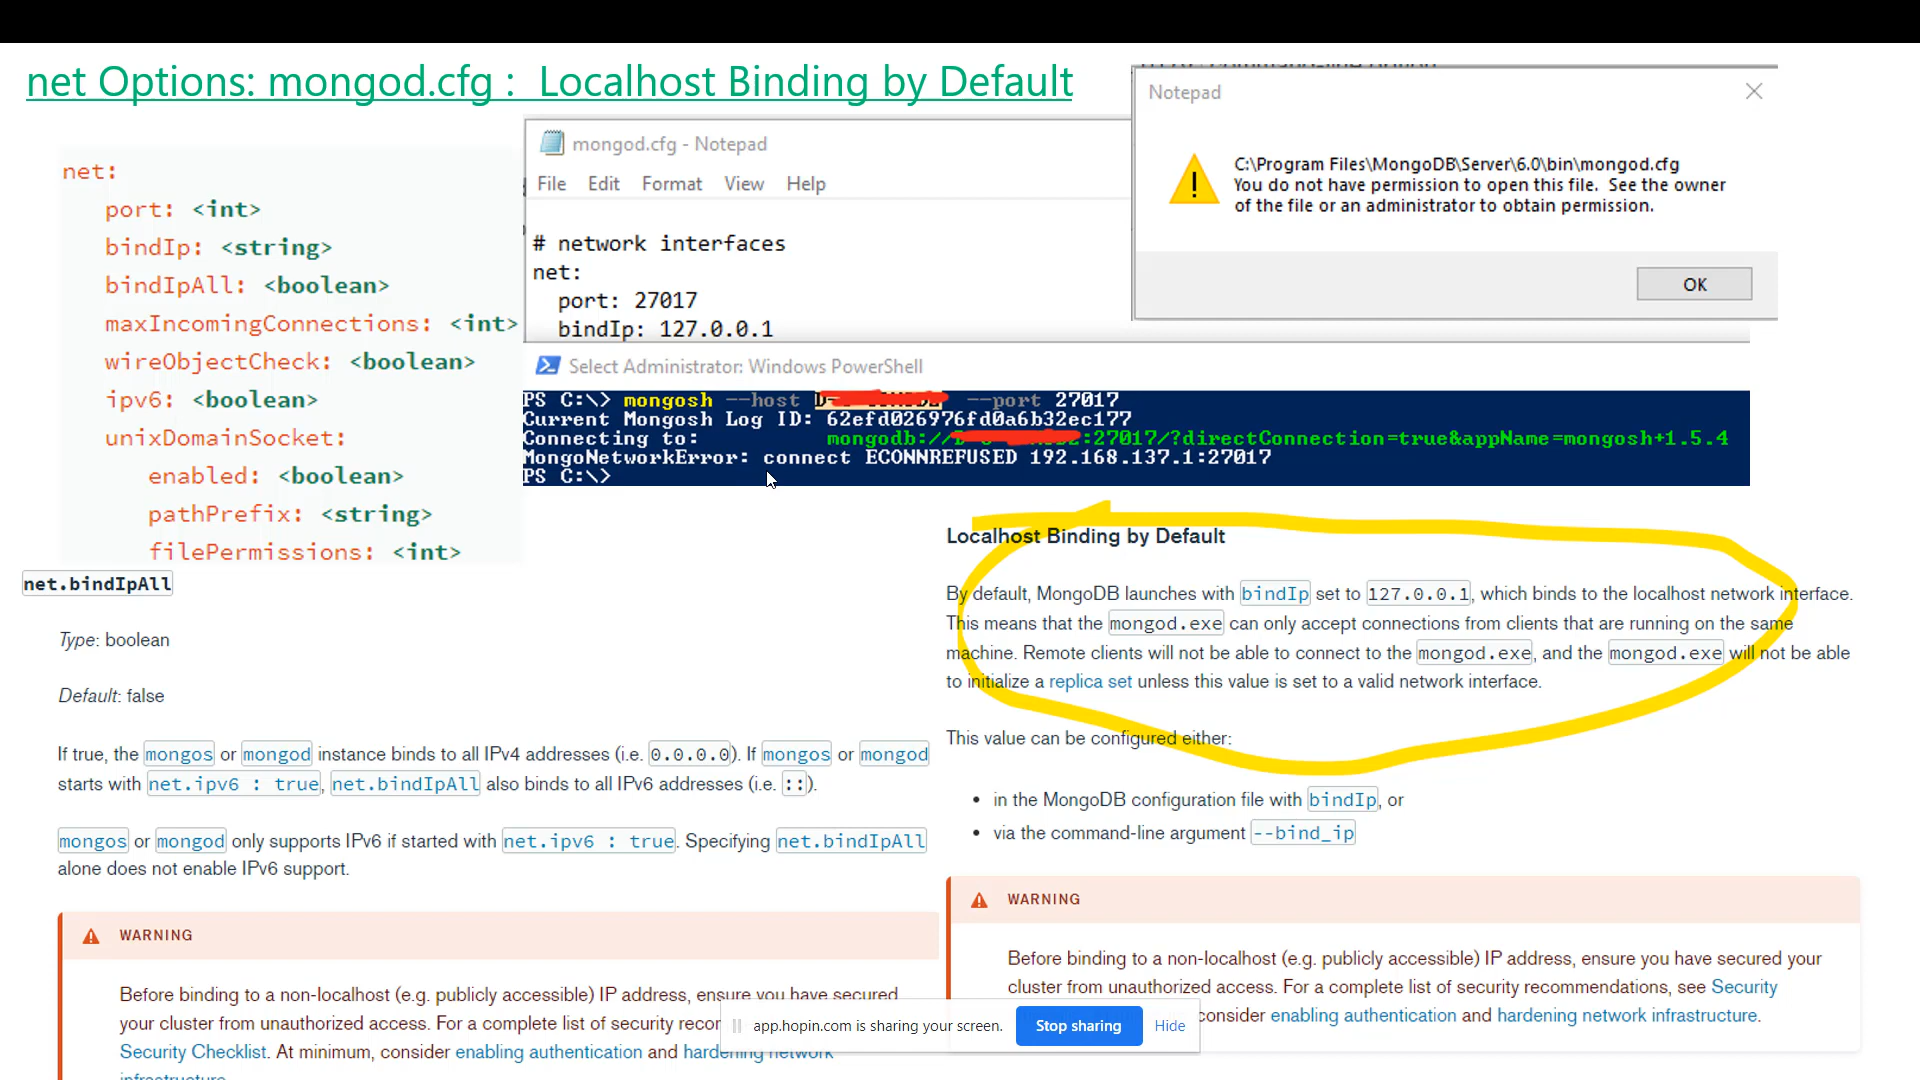 net Options: mongod.cfg :  Localhost Binding by Default
net:
port: <int>
bindIp: <string>
bindIpAll: <boolean>
maxIncomingConnections: <int>
wireObjectCheck: <boolean>
ipv6: <boolean>
unixDomainSocket:
enabled: <boolean>
pathPrefix: <string>
filePermissions: <int>
mongod.cfg - Notepad
File Edit Format View Help
# network interfaces
net:
port: 27017
bindIp: 127.0.0.1
Notepad
C:\Program Files\MongoDB\Server\6.0\bin\mongod.cfg
You do not have permission to open this file.  See the owner
of the file or an administrator to obtain permission.
OK
Select Administrator: Windows PowerShell
PS C:\> mongosh --host --port 27017
Current Mongosh Log ID: 62efd026976fd0a6b32ec177
Connecting to: mongodb:// :27017/?directConnection=true&appName=mongosh+1.5.4
MongoNetworkError: connect ECONNREFUSED 192.168.137.1:27017
PS C:\>
net.bindIpAll
Type: boolean
Default: false
If true, the mongos or mongod instance binds to all IPv4 addresses (i.e. 0.0.0.0). If mongos or mongod
starts with net.ipv6 : true, net.bindIpAll also binds to all IPv6 addresses (i.e. ::).
mongos or mongod only supports IPv6 if started with net.ipv6 : true. Specifying net.bindIpAll
alone does not enable IPv6 support.
WARNING
Before binding to a non-localhost (e.g. publicly accessible) IP address, ensure you have secured
your cluster from unauthorized access. For a complete list of security
Security Checklist. At minimum, consider enabling authentication and hardening network
infrastructure.
Localhost Binding by Default
By default, MongoDB launches with bindIp set to 127.0.0.1, which binds to the localhost network interface.
This means that the mongod.exe can only accept connections from clients that are running on the same
machine. Remote clients will not be able to connect to the mongod.exe, and the mongod.exe will not be able
to initialize a replica set unless this value is set to a valid network interface.
This value can be configured either:
• in the MongoDB configuration file with bindIp, or
• via the command-line argument --bind_ip
WARNING
Before binding to a non-localhost (e.g. publicly accessible) IP address, ensure you have secured your
cluster from unauthorized access. For a complete list of security recommendations, see Security
consider enabling authentication and hardening network infrastructure.
app.hopin.com is sharing your screen. Stop sharing Hide